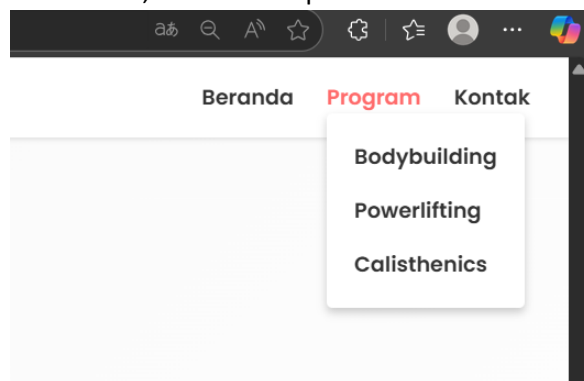 aあ
A
Beranda Program Kontak
Bodybuilding
Powerlifting
Calisthenics